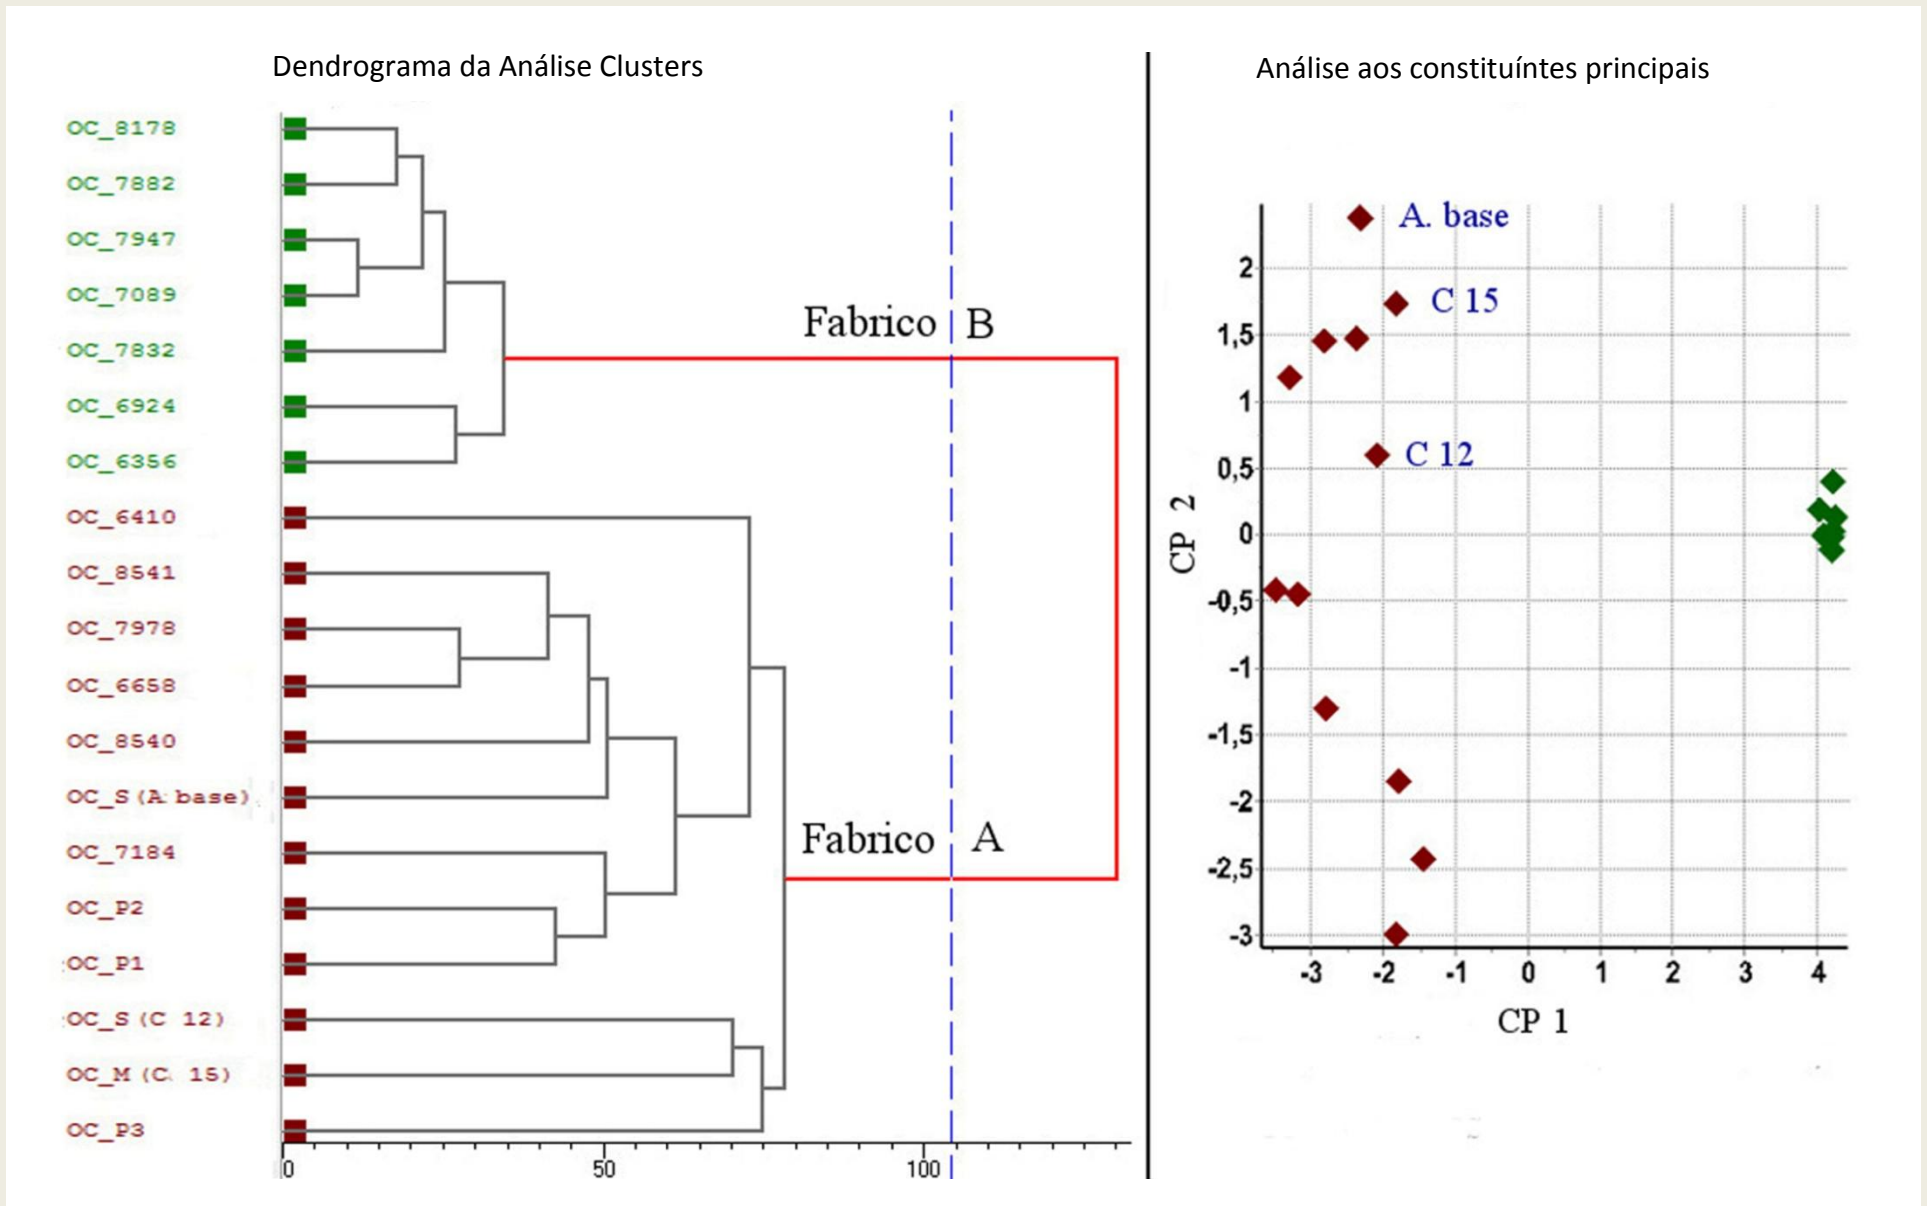 Dendrograma da Análise Clusters
OC_8178
OC_7882
OC_7947
OC_7089
OC_7832
OC_6924
OC_6356
OC_6410
OC_8541
OC_7978
OC_6658
OC_8540
OC_S (A. base)
OC_7184
OC_P2
OC_P1
OC_S (C 12)
OC_M (C. 15)
OC_P3
Fabrico B
Fabrico A
0 50 100
Análise aos constituíntes principais
A. base
C 15
C 12
CP 2
2
1,5
1
0,5
0
-0,5
-1
-1,5
-2
-2,5
-3
-3 -2 -1 0 1 2 3 4
CP 1